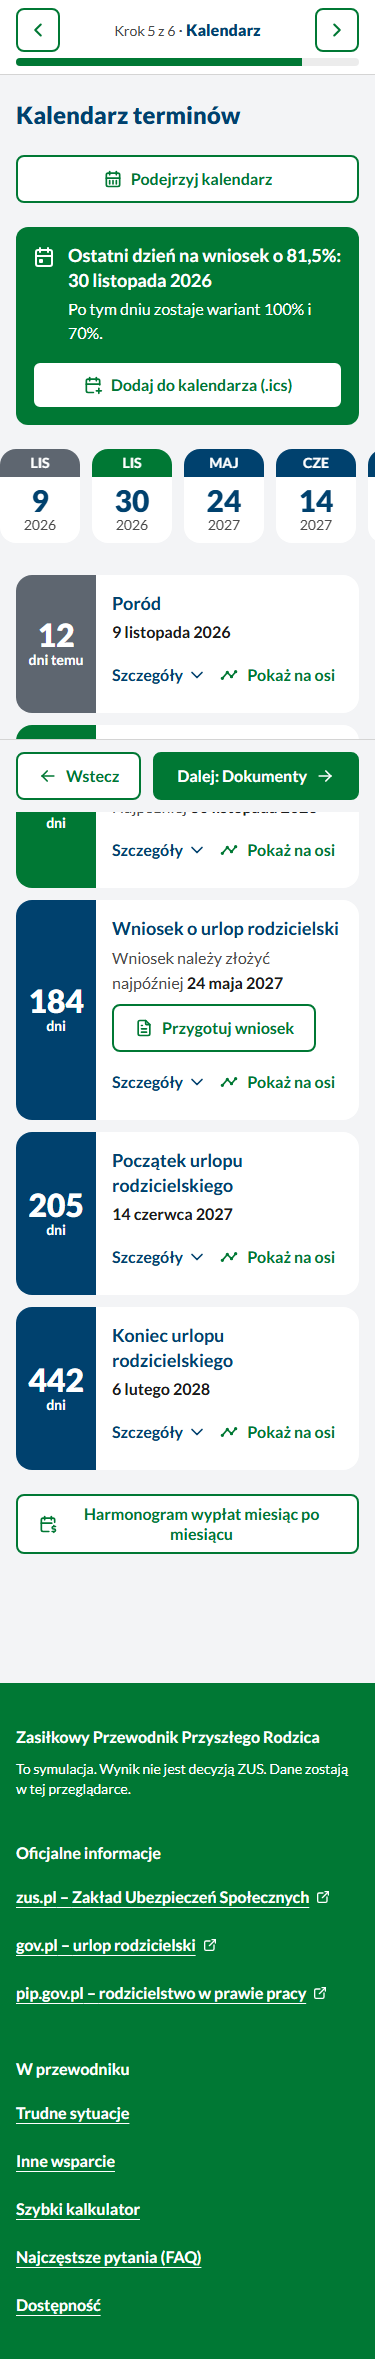 Krok 5 z 6 · Kalendarz
Kalendarz terminów
Podejrzyj kalendarz
Ostatni dzień na wniosek o 81,5%:
30 listopada 2026
Po tym dniu zostaje wariant 100% i
70%.
Dodaj do kalendarza (.ics)
LIS
9
2026
LIS
30
2026
MAJ
24
2027
CZE
14
2027
12
dni temu
Poród
9 listopada 2026
Szczegóły
Pokaż na osi
Wstecz
Dalej: Dokumenty
dni
Szczegóły
Pokaż na osi
184
dni
Wniosek o urlop rodzicielski
Wniosek należy złożyć
najpóźniej 24 maja 2027
Przygotuj wniosek
Szczegóły
Pokaż na osi
205
dni
Początek urlopu
rodzicielskiego
14 czerwca 2027
Szczegóły
Pokaż na osi
442
dni
Koniec urlopu
rodzicielskiego
6 lutego 2028
Szczegóły
Pokaż na osi
Harmonogram wypłat miesiąc po
miesiącu
Zasiłkowy Przewodnik Przyszłego Rodzica
To symulacja. Wynik nie jest decyzją ZUS. Dane zostają
w tej przeglądarce.
Oficjalne informacje
zus.pl – Zakład Ubezpieczeń Społecznych
gov.pl – urlop rodzicielski
pip.gov.pl – rodzicielstwo w prawie pracy
W przewodniku
Trudne sytuacje
Inne wsparcie
Szybki kalkulator
Najczęstsze pytania (FAQ)
Dostępność